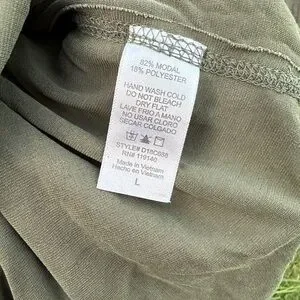 82% MODAL
18% POLYESTER
HAND WASH COLD
DO NOT BLEACH
DRY FLAT
LAVE FRIO A MANO
NO USAR CLORO
SECAR COLGADO
STYLE# D18C938
RN# 119140
Made in Vietnam
Hecho en Vietnam
L